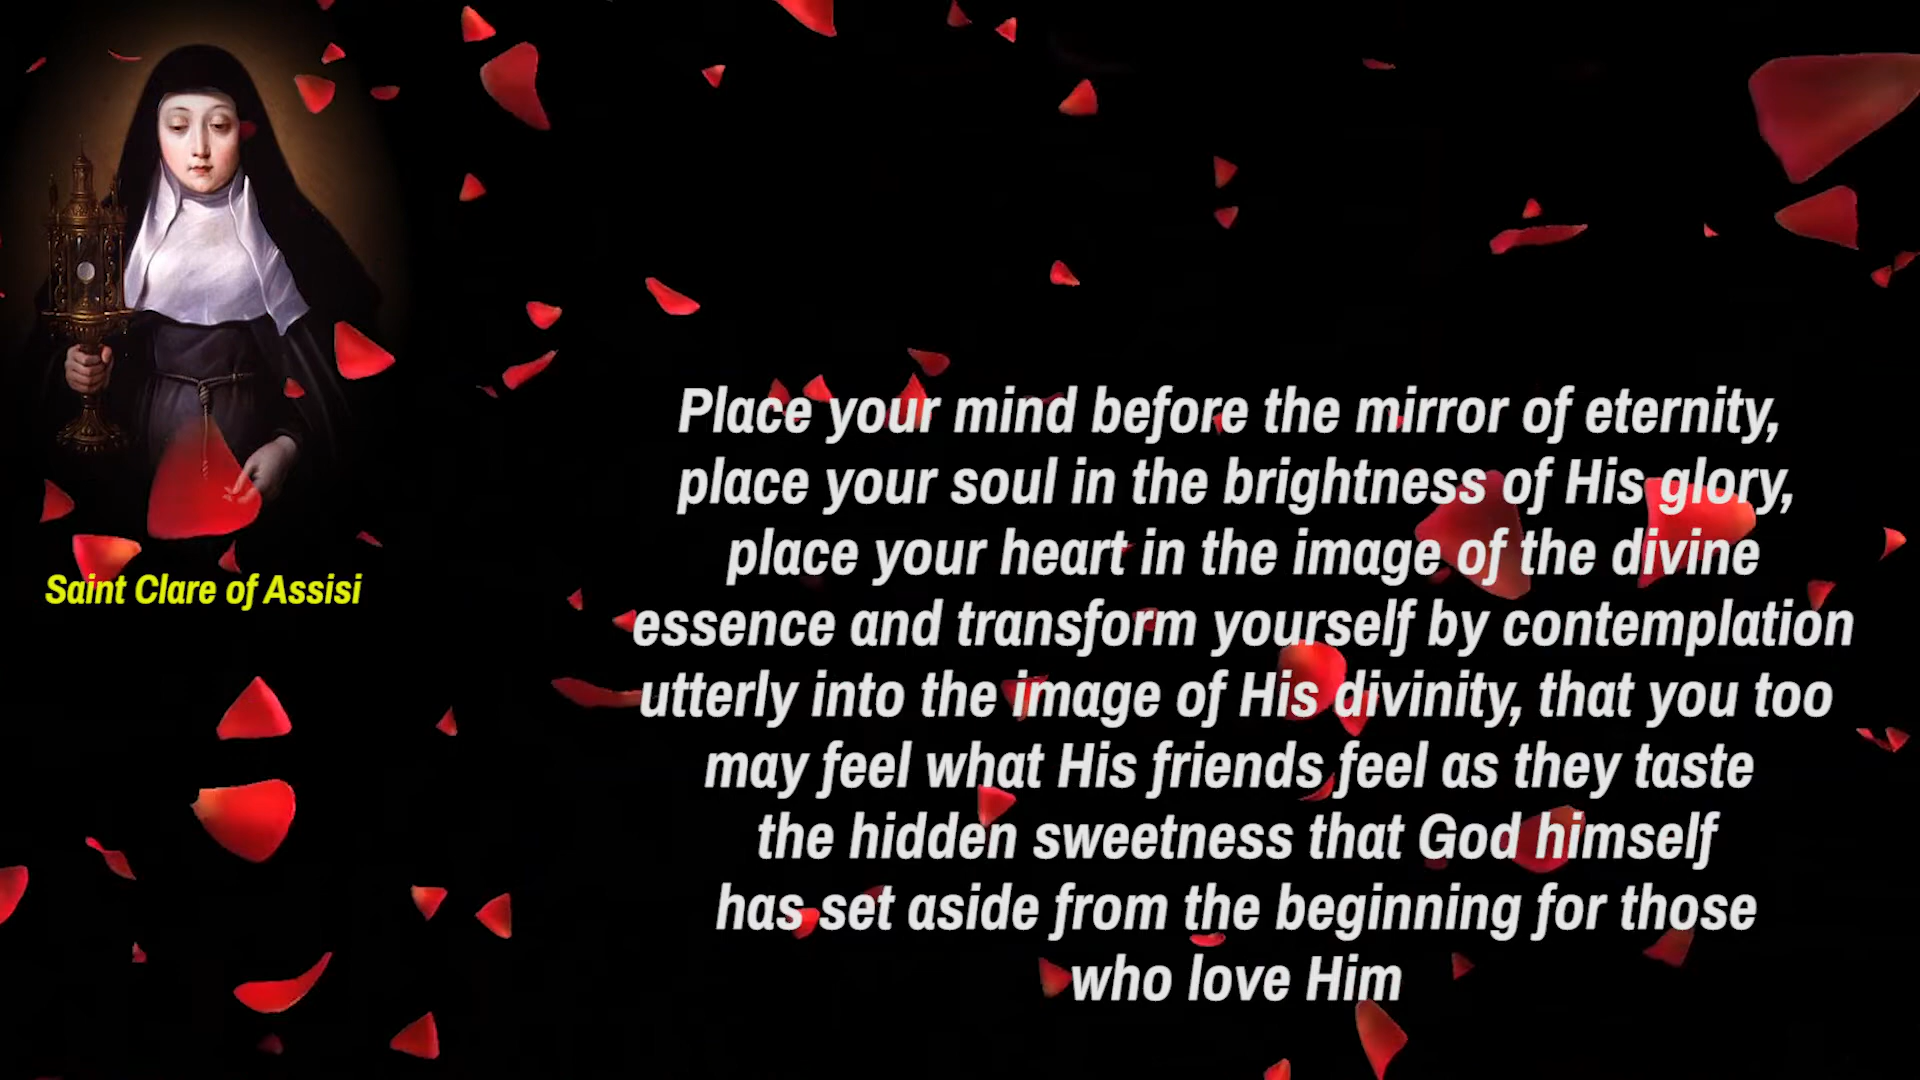 Saint Clare of Assisi
Place your mind before the mirror of eternity,
place your soul in the brightness of His glory,
place your heart in the image of the divine
essence and transform yourself by contemplation
utterly into the image of His divinity, that you too
may feel what His friends feel as they taste
the hidden sweetness that God himself
has set aside from the beginning for those
who love Him